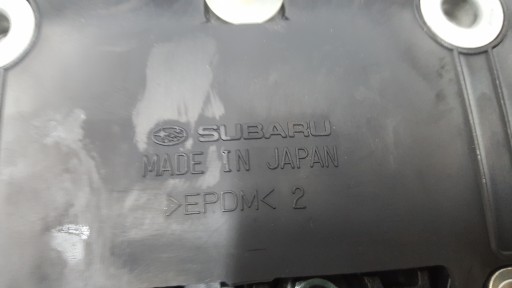 SUBARU
MADE IN JAPAN
>EPDM< 2